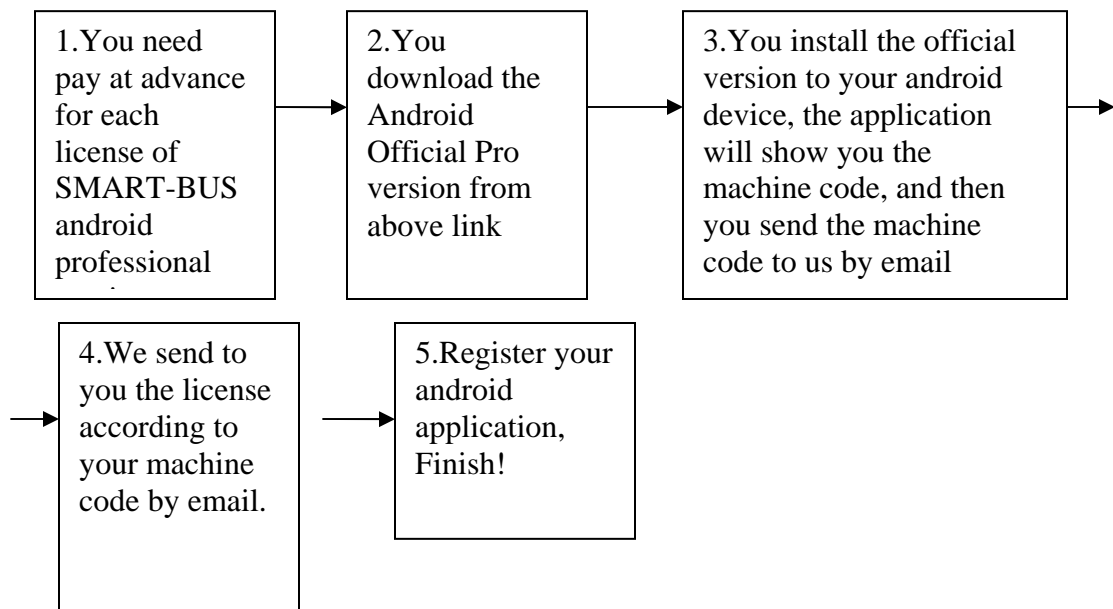 1.You need
pay at advance
for each
license of
SMART-BUS
android
professional
2.You
download the
Android
Official Pro
version from
above link
3.You install the official
version to your android
device, the application
will show you the
machine code, and then
you send the machine
code to us by email
4.We send to
you the license
according to
your machine
code by email.
5.Register your
android
application,
Finish!